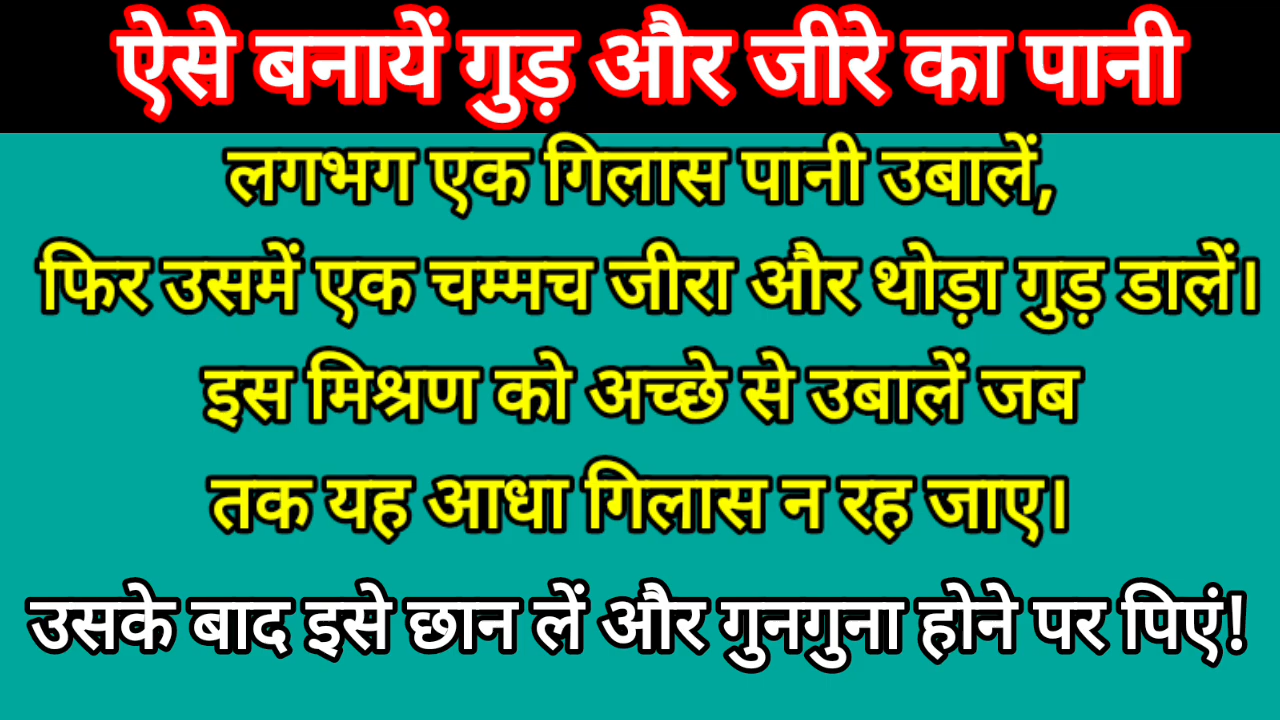 ऐसे बनायें गुड़ और जीरे का पानी
लगभग एक गिलास पानी उबालें,
फिर उसमें एक चम्मच जीरा और थोड़ा गुड़ डालें।
इस मिश्रण को अच्छे से उबालें जब
तक यह आधा गिलास न रह जाए।
उसके बाद इसे छान लें और गुनगुना होने पर पिएं!